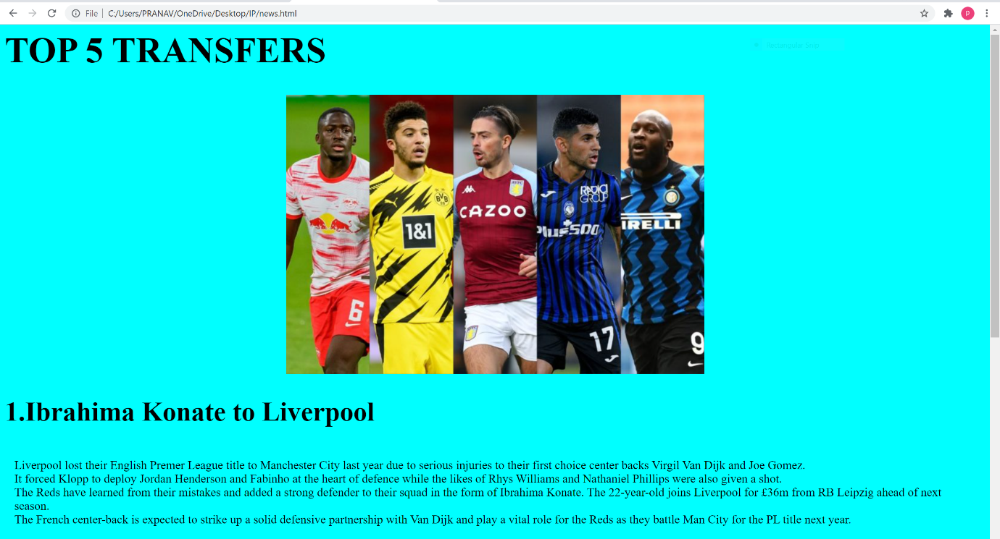 File | C:/Users/PRANAV/OneDrive/Desktop/IP/news.html
P
TOP 5 TRANSFERS
Rectangular Snip
AVFC
BVB
09
RADICI
GROUP
CAZOO
1&1
Plus500
PIRELLI
6
17
9
1.Ibrahima Konate to Liverpool
Liverpool lost their English Premer League title to Manchester City last year due to serious injuries to their first choice center backs Virgil Van Dijk and Joe Gomez.
It forced Klopp to deploy Jordan Henderson and Fabinho at the heart of defence while the likes of Rhys Williams and Nathaniel Phillips were also given a shot.
The Reds have learned from their mistakes and added a strong defender to their squad in the form of Ibrahima Konate. The 22-year-old joins Liverpool for £36m from RB Leipzig ahead of next
season.
The French center-back is expected to strike up a solid defensive partnership with Van Dijk and play a vital role for the Reds as they battle Man City for the PL title next year.